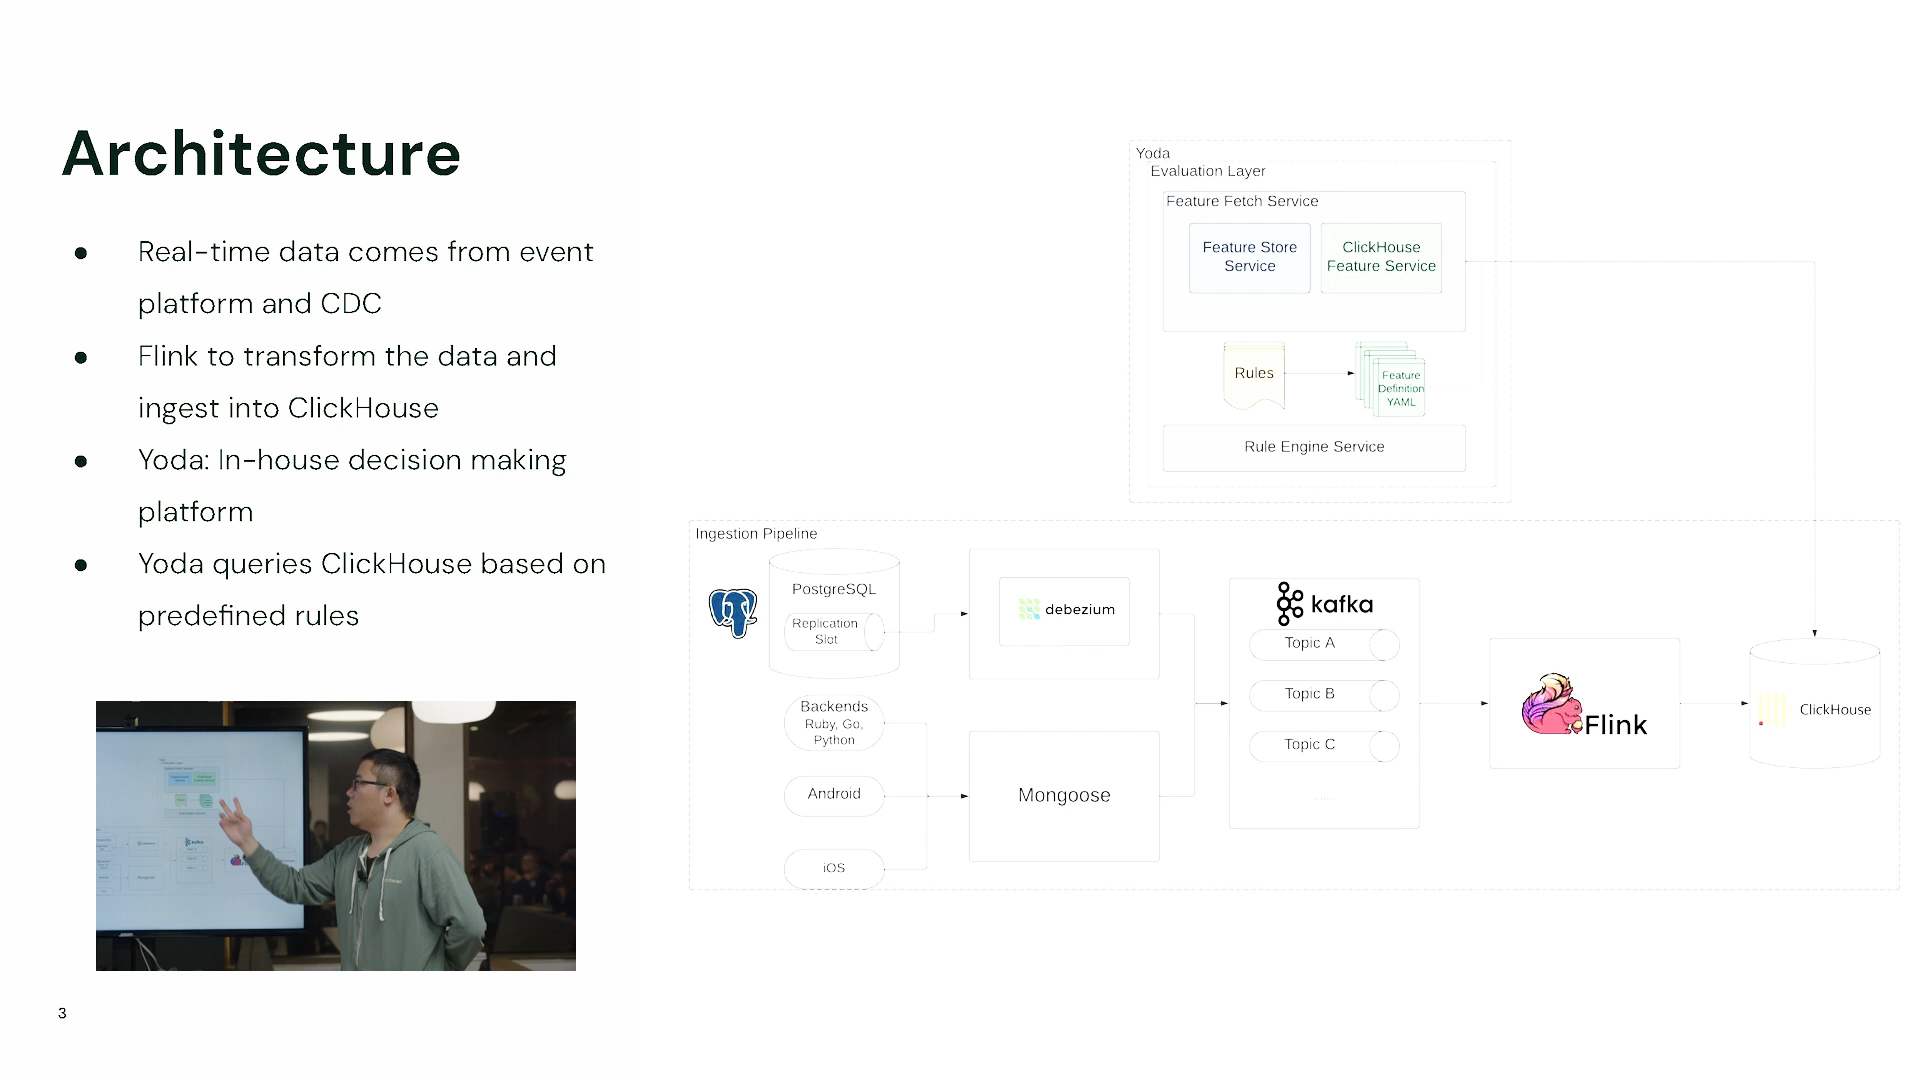 Architecture
● Real-time data comes from event
platform and CDC
● Flink to transform the data and
ingest into ClickHouse
● Yoda: In-house decision making
platform
● Yoda queries ClickHouse based on
predefined rules
3
Yoda
Evaluation Layer
Feature Fetch Service
Feature Store
Service
ClickHouse
Feature Service
Rules
Feature
Definition
YAML
Rule Engine Service
Ingestion Pipeline
PostgreSQL
Replication
Slot
debezium
Backends
Ruby, Go,
Python
Android
iOS
Mongoose
kafka
Topic A
Topic B
Topic C
Flink
ClickHouse